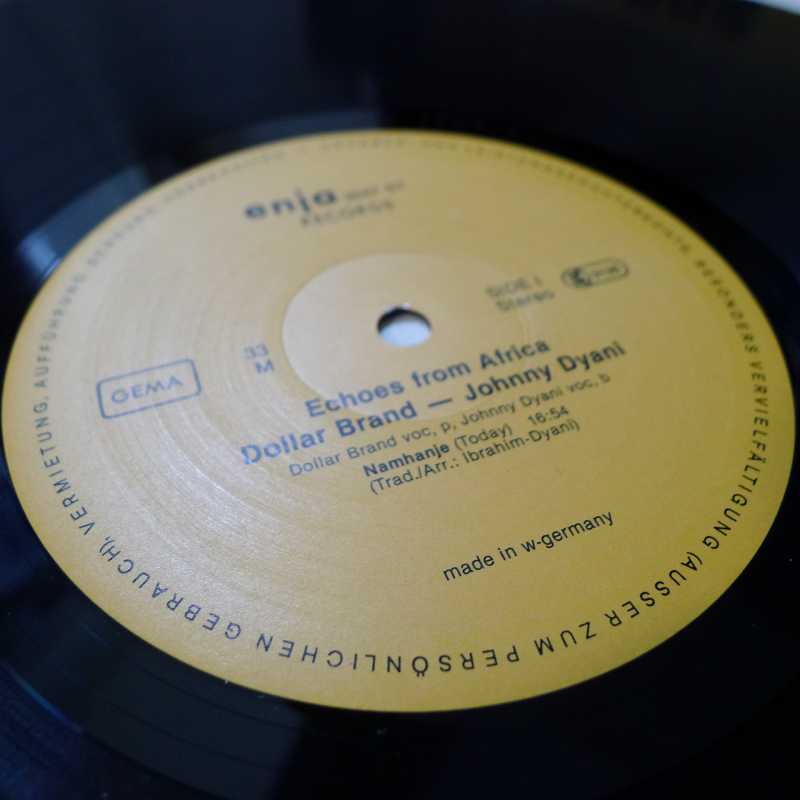 enja
RECORDS
SIDE I
Stereo
33
M
GEMA
Echoes from Africa
Dollar Brand — Johnny Dyani
Dollar Brand voc, p, Johnny Dyani voc, b
Namhanje (Today) 16:54
(Trad./Arr.: Ibrahim-Dyani)
made in w-germany
BESONDERS VERVIELFÄLTIGUNG (AUSSER ZUM PERSÖNLICHEN GEBRAUCH), VERMIETUNG, AUFFÜHRUNG,